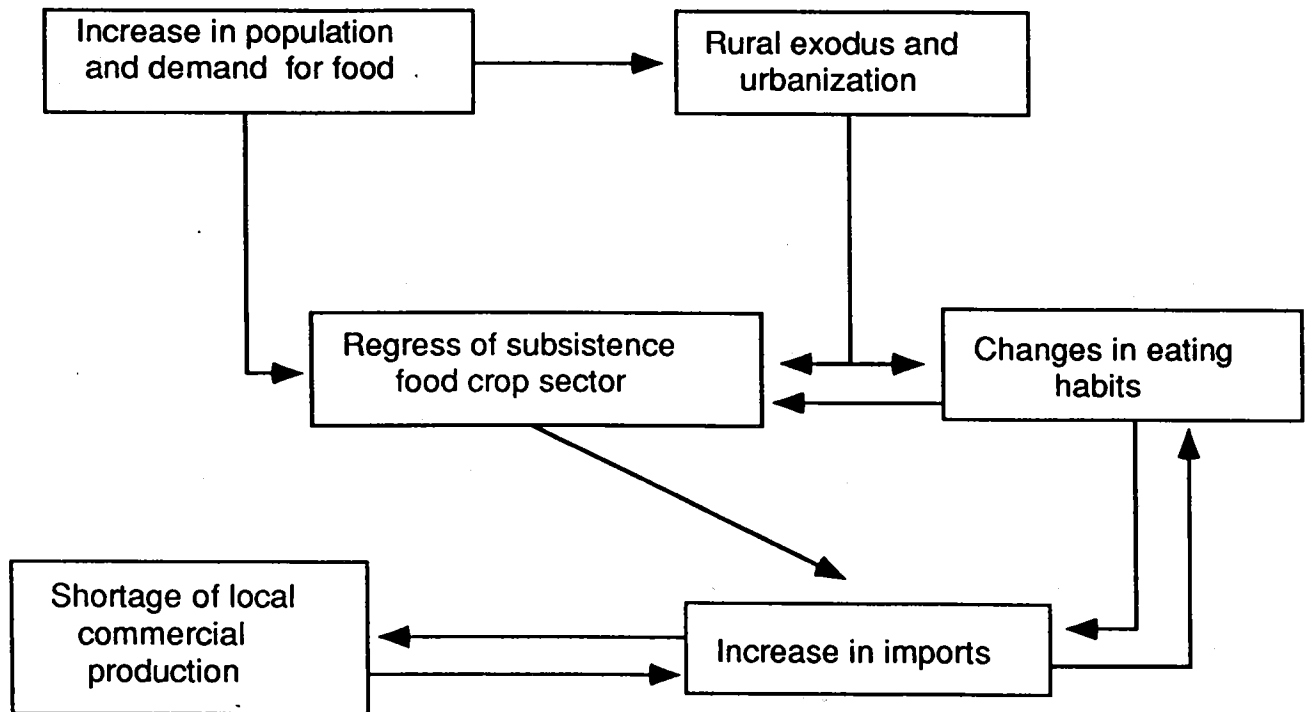 Increase in population
and demand for food
Rural exodus and
urbanization
Regress of subsistence
food crop sector
Changes in eating
habits
Shortage of local
commercial
production
Increase in imports